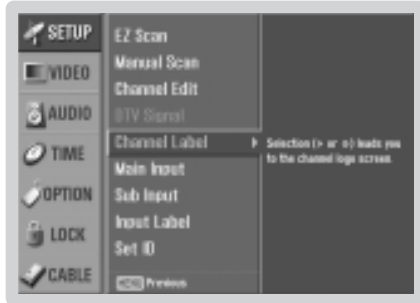 SETUP
VIDEO
AUDIO
TIME
OPTION
LOCK
CABLE
EZ Scan
Manual Scan
Channel Edit
DTV Signal
Channel Label
Main Input
Sub Input
Input Label
Set ID
MENU Previous
Selection (> or ⊙) leads you
to the channel logo screen.